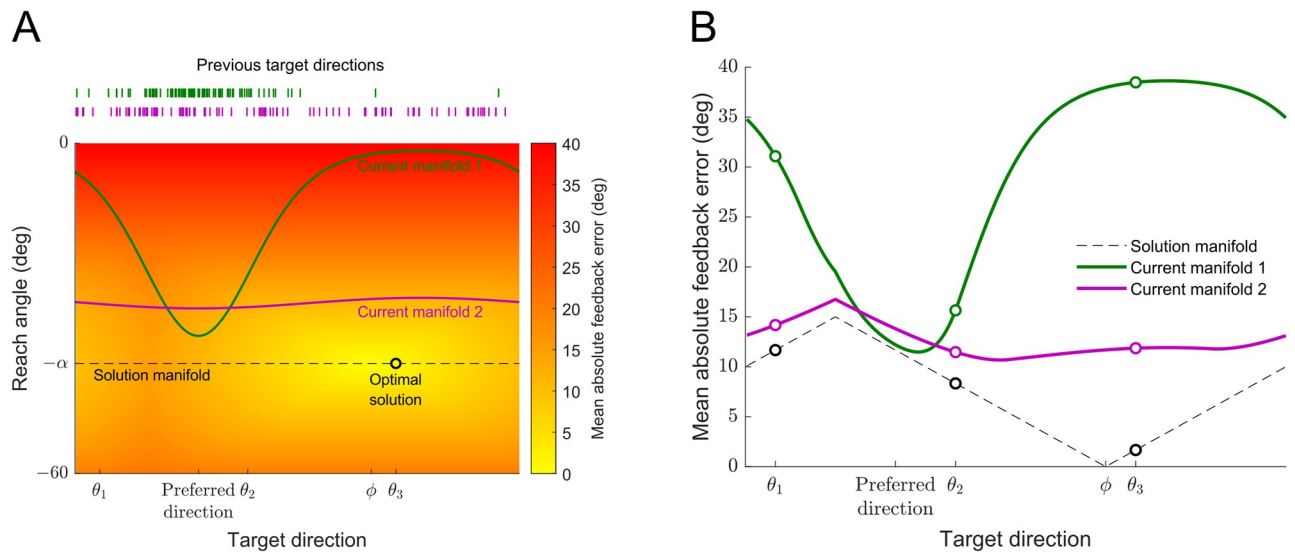 A
Previous target directions
0
Current manifold 1
Reach angle (deg)
Current manifold 2
−α
Solution manifold
Optimal
solution
−60
θ1
Preferred
direction
θ2
ϕ
θ3
Target direction
40
35
30
25
20
15
10
5
0
Mean absolute feedback error (deg)
B
40
35
30
25
20
15
10
5
0
Mean absolute feedback error (deg)
Solution manifold
Current manifold 1
Current manifold 2
θ1
Preferred
direction
θ2
ϕ
θ3
Target direction